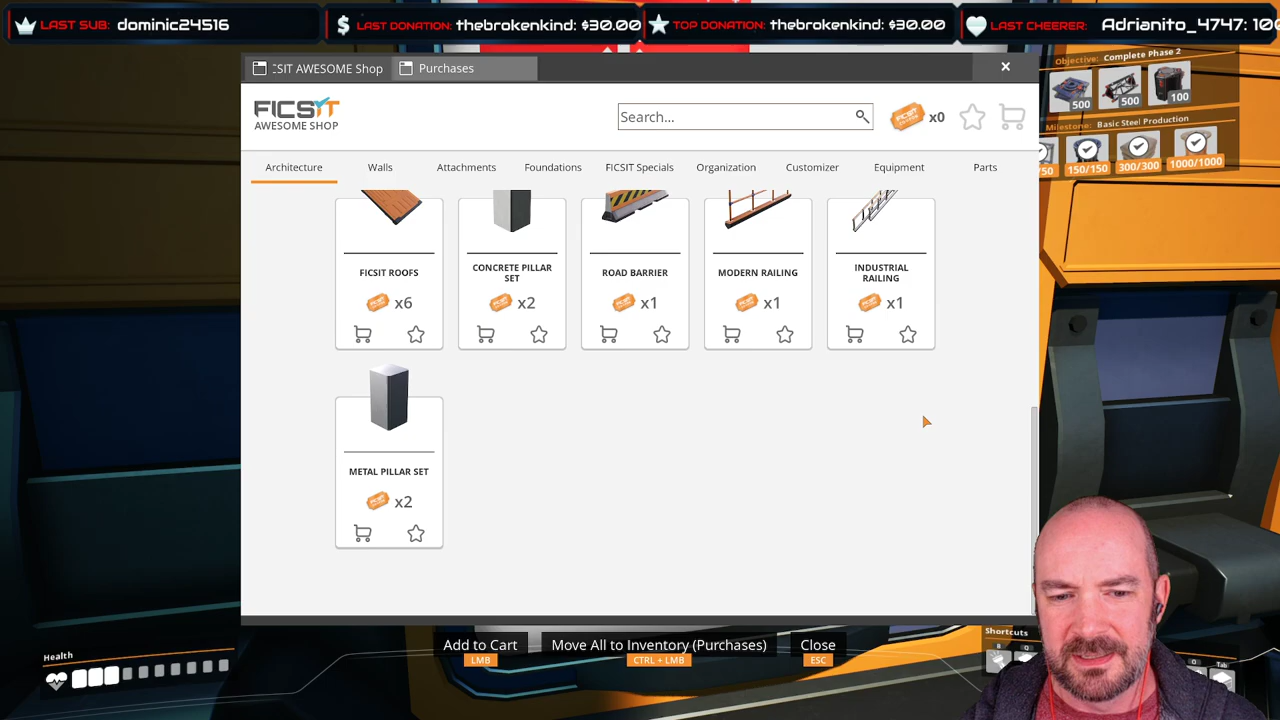 LAST SUB: dominic24516
$ LAST DONATION: thebrokenkind: $30.00
TOP DONATION: thebrokenkind: $30.00
LAST CHEERER: Adrianito_4747: 100
:SIT AWESOME Shop
Purchases
FICSIT
AWESOME SHOP
Search...
x0
Objective: Complete Phase 2
500
500
100
Milestone: Basic Steel Production
/50
150/150
300/300
1000/1000
Architecture
Walls
Attachments
Foundations
FICSIT Specials
Organization
Customizer
Equipment
Parts
FICSIT ROOFS
x6
CONCRETE PILLAR
SET
x2
ROAD BARRIER
x1
MODERN RAILING
x1
INDUSTRIAL
RAILING
x1
METAL PILLAR SET
x2
Add to Cart
LMB
Move All to Inventory (Purchases)
CTRL + LMB
Close
ESC
Health
Shortcuts
B
Q
O
Tab